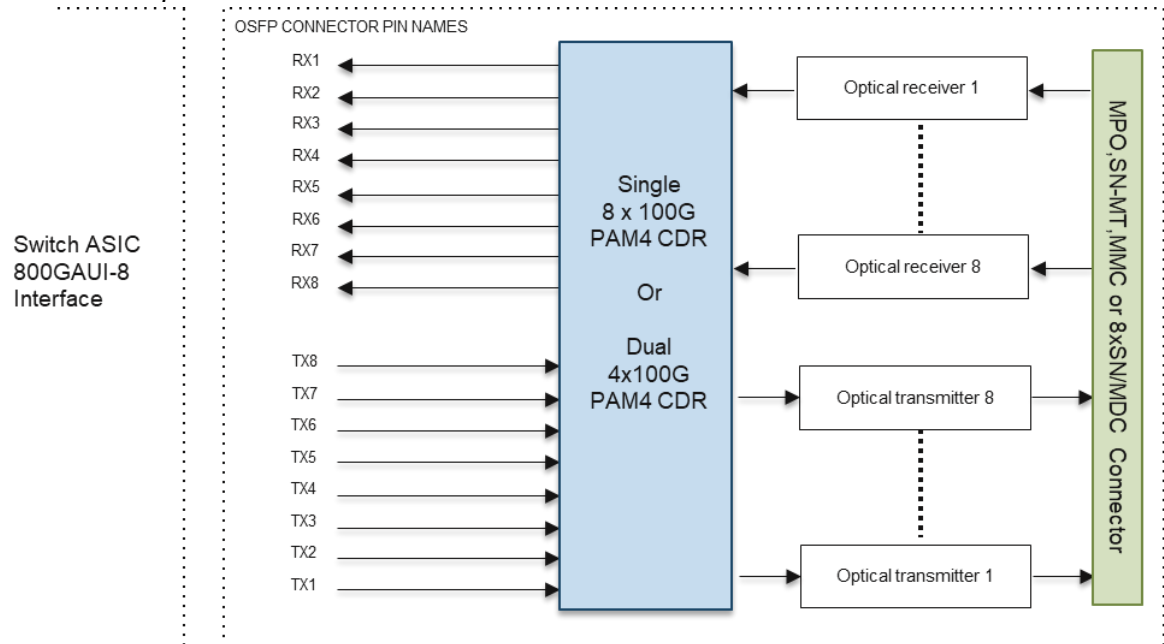 OSFP CONNECTOR PIN NAMES
RX1
RX2
RX3
RX4
RX5
RX6
RX7
RX8
TX8
TX7
TX6
TX5
TX4
TX3
TX2
TX1
Switch ASIC
800GAUI-8
Interface
Single
8 x 100G
PAM4 CDR
Or
Dual
4x100G
PAM4 CDR
Optical receiver 1
Optical receiver 8
Optical transmitter 8
Optical transmitter 1
MPO,SN-MT,MMC or 8xSN/MDC Connector